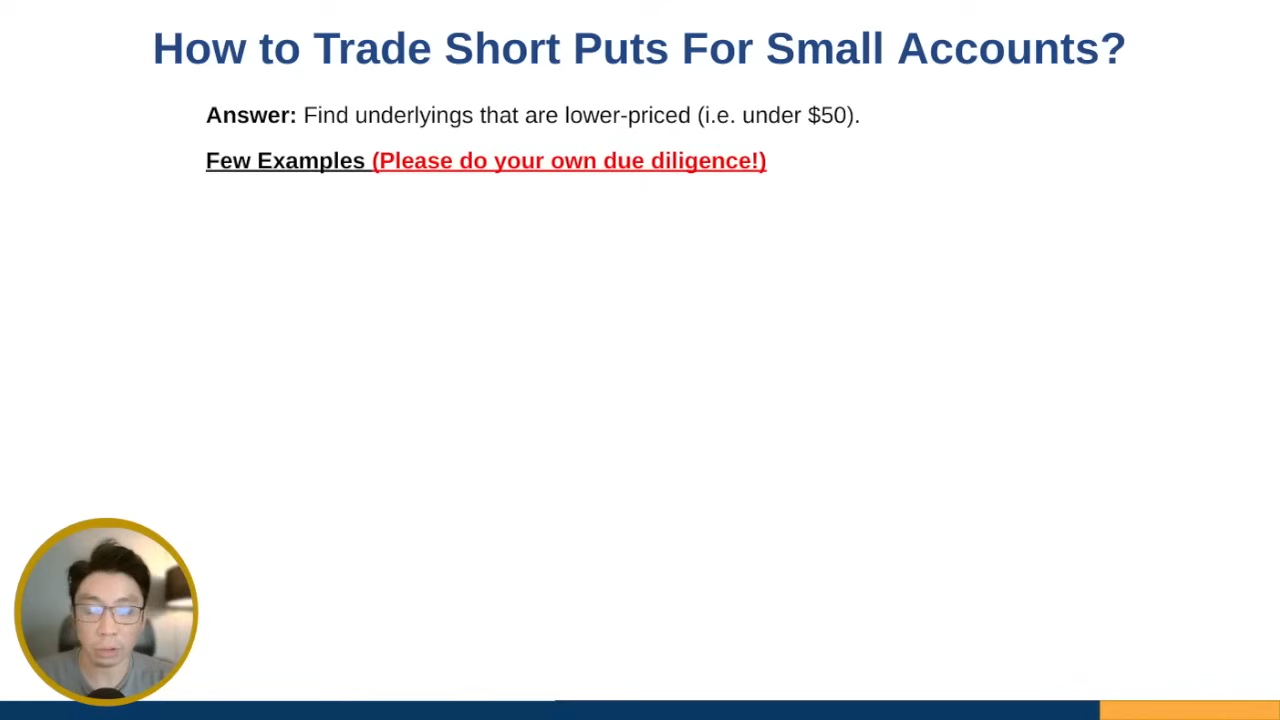 How to Trade Short Puts For Small Accounts?
Answer: Find underlyings that are lower-priced (i.e. under $50).
Few Examples (Please do your own due diligence!)